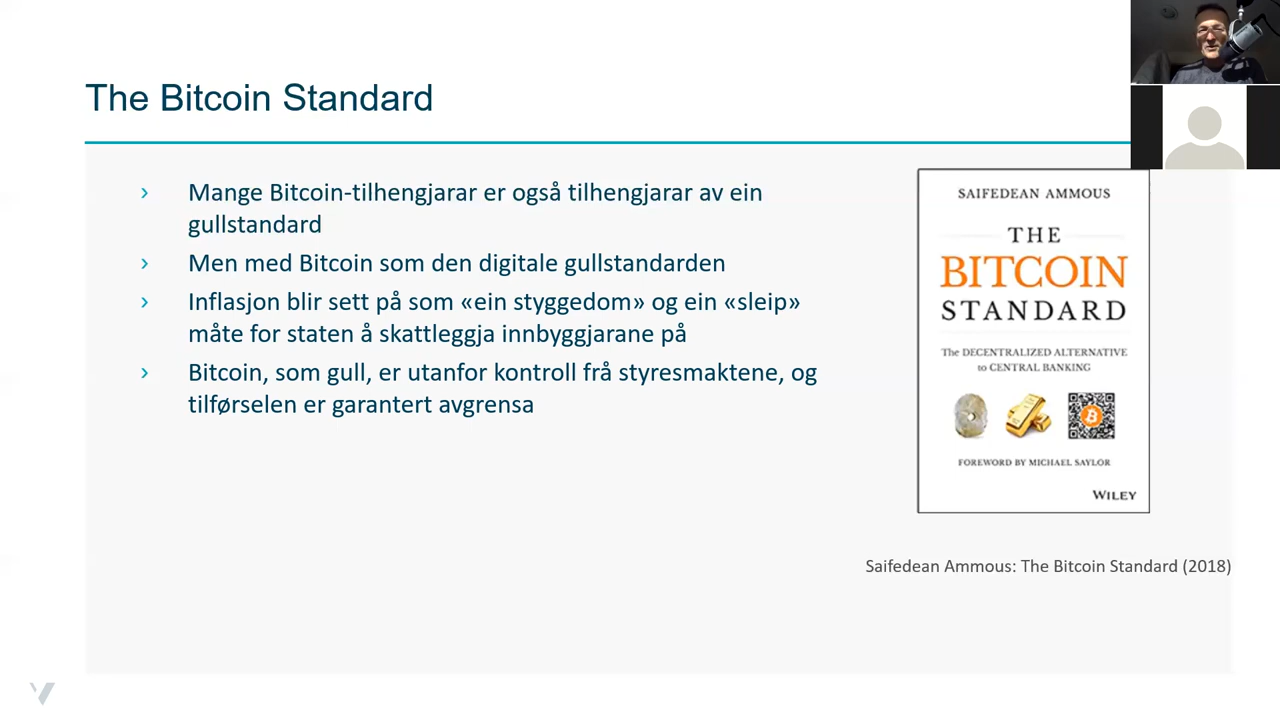 The Bitcoin Standard
› Mange Bitcoin-tilhengjarar er også tilhengjarar av ein
gullstandard
› Men med Bitcoin som den digitale gullstandarden
› Inflasjon blir sett på som «ein styggedom» og ein «sleip»
måte for staten å skattleggja innbyggjarane på
› Bitcoin, som gull, er utanfor kontroll frå styresmaktene, og
tilførselen er garantert avgrensa
SAIFEDEAN AMMOUS
THE
BITCOIN
STANDARD
The DECENTRALIZED ALTERNATIVE
to CENTRAL BANKING
FOREWORD BY MICHAEL SAYLOR
WILEY
Saifedean Ammous: The Bitcoin Standard (2018)